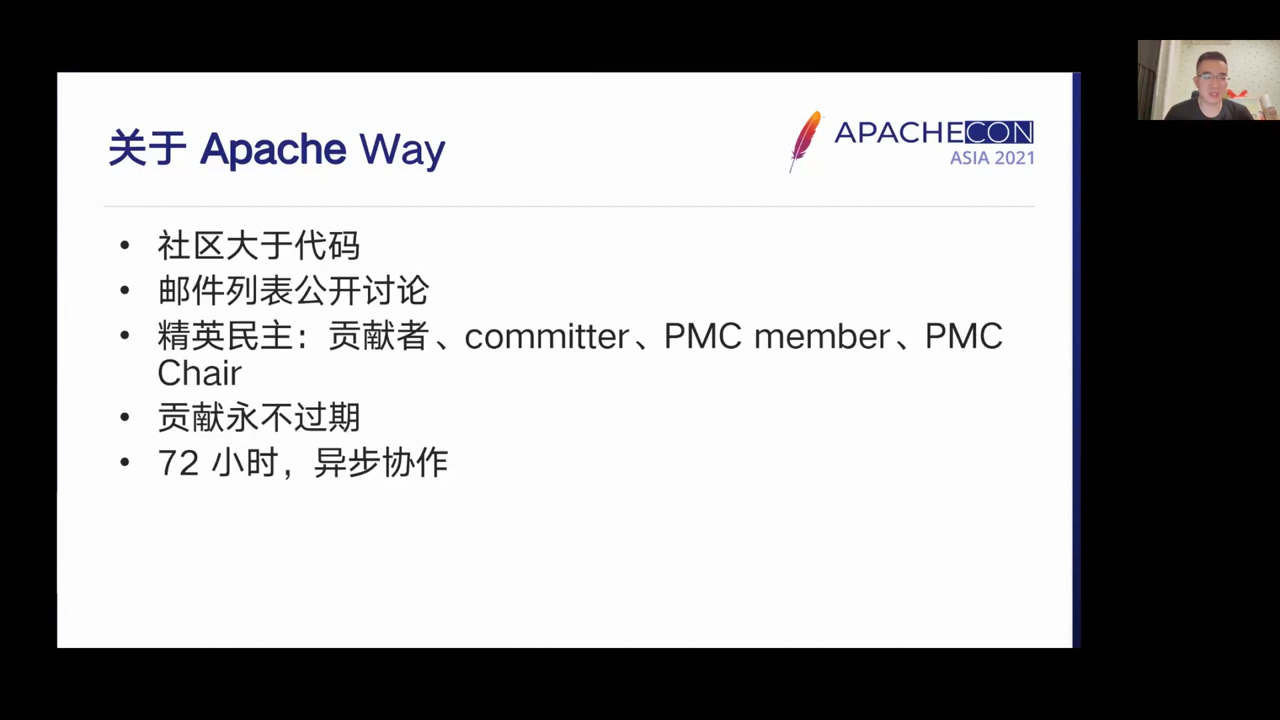 关于 Apache Way
APACHECON
ASIA 2021
• 社区大于代码
• 邮件列表公开讨论
• 精英民主：贡献者、committer、PMC member、PMC
Chair
• 贡献永不过期
• 72 小时，异步协作